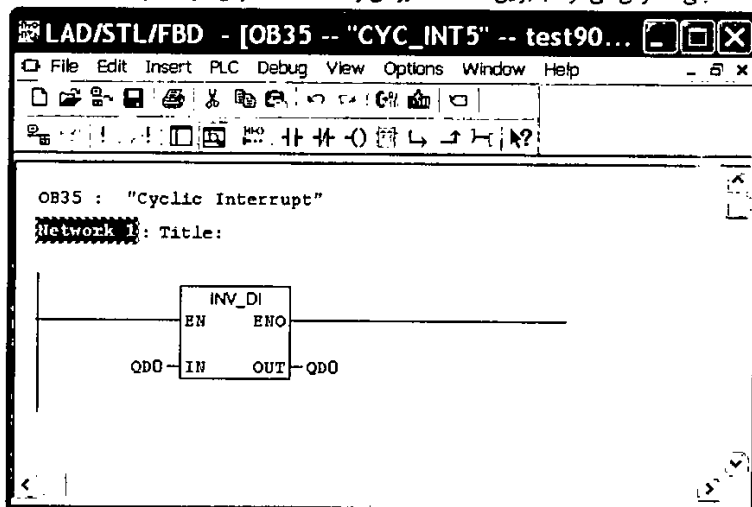 LAD/STL/FBD - [OB35 -- "CYC_INT5" -- test90...
File Edit Insert PLC Debug View Options Window Help
OB35 : "Cyclic Interrupt"
Network 1: Title:
INV_DI
EN ENO
QD0 IN OUT QD0